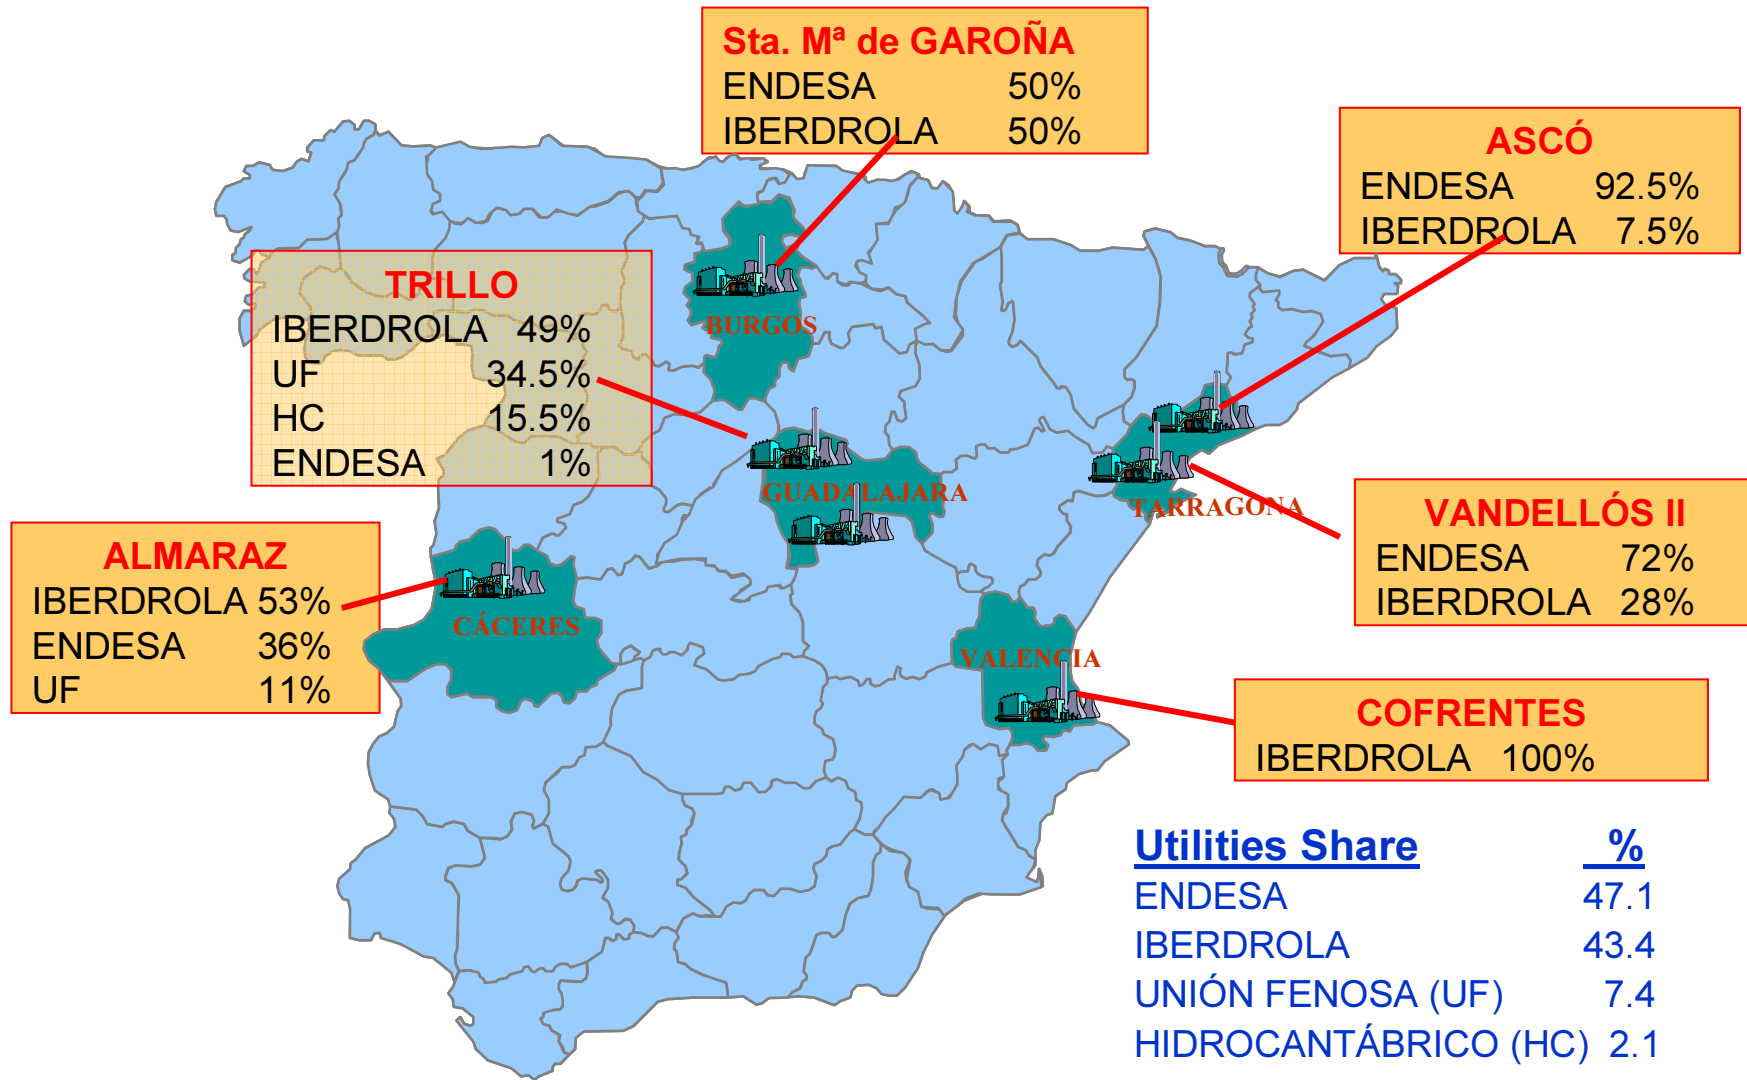 Sta. Mª de GAROÑA
ENDESA 50%
IBERDROLA 50%
ASCÓ
ENDESA 92.5%
IBERDROLA 7.5%
TRILLO
IBERDROLA 49%
UF 34.5%
HC 15.5%
ENDESA 1%
BURGOS
GUADALAJARA
TARRAGONA
VANDELLÓS II
ENDESA 72%
IBERDROLA 28%
ALMARAZ
IBERDROLA 53%
ENDESA 36%
UF 11%
CÁCERES
VALENCIA
COFRENTES
IBERDROLA 100%
Utilities Share %
ENDESA 47.1
IBERDROLA 43.4
UNIÓN FENOSA (UF) 7.4
HIDROCANTÁBRICO (HC) 2.1